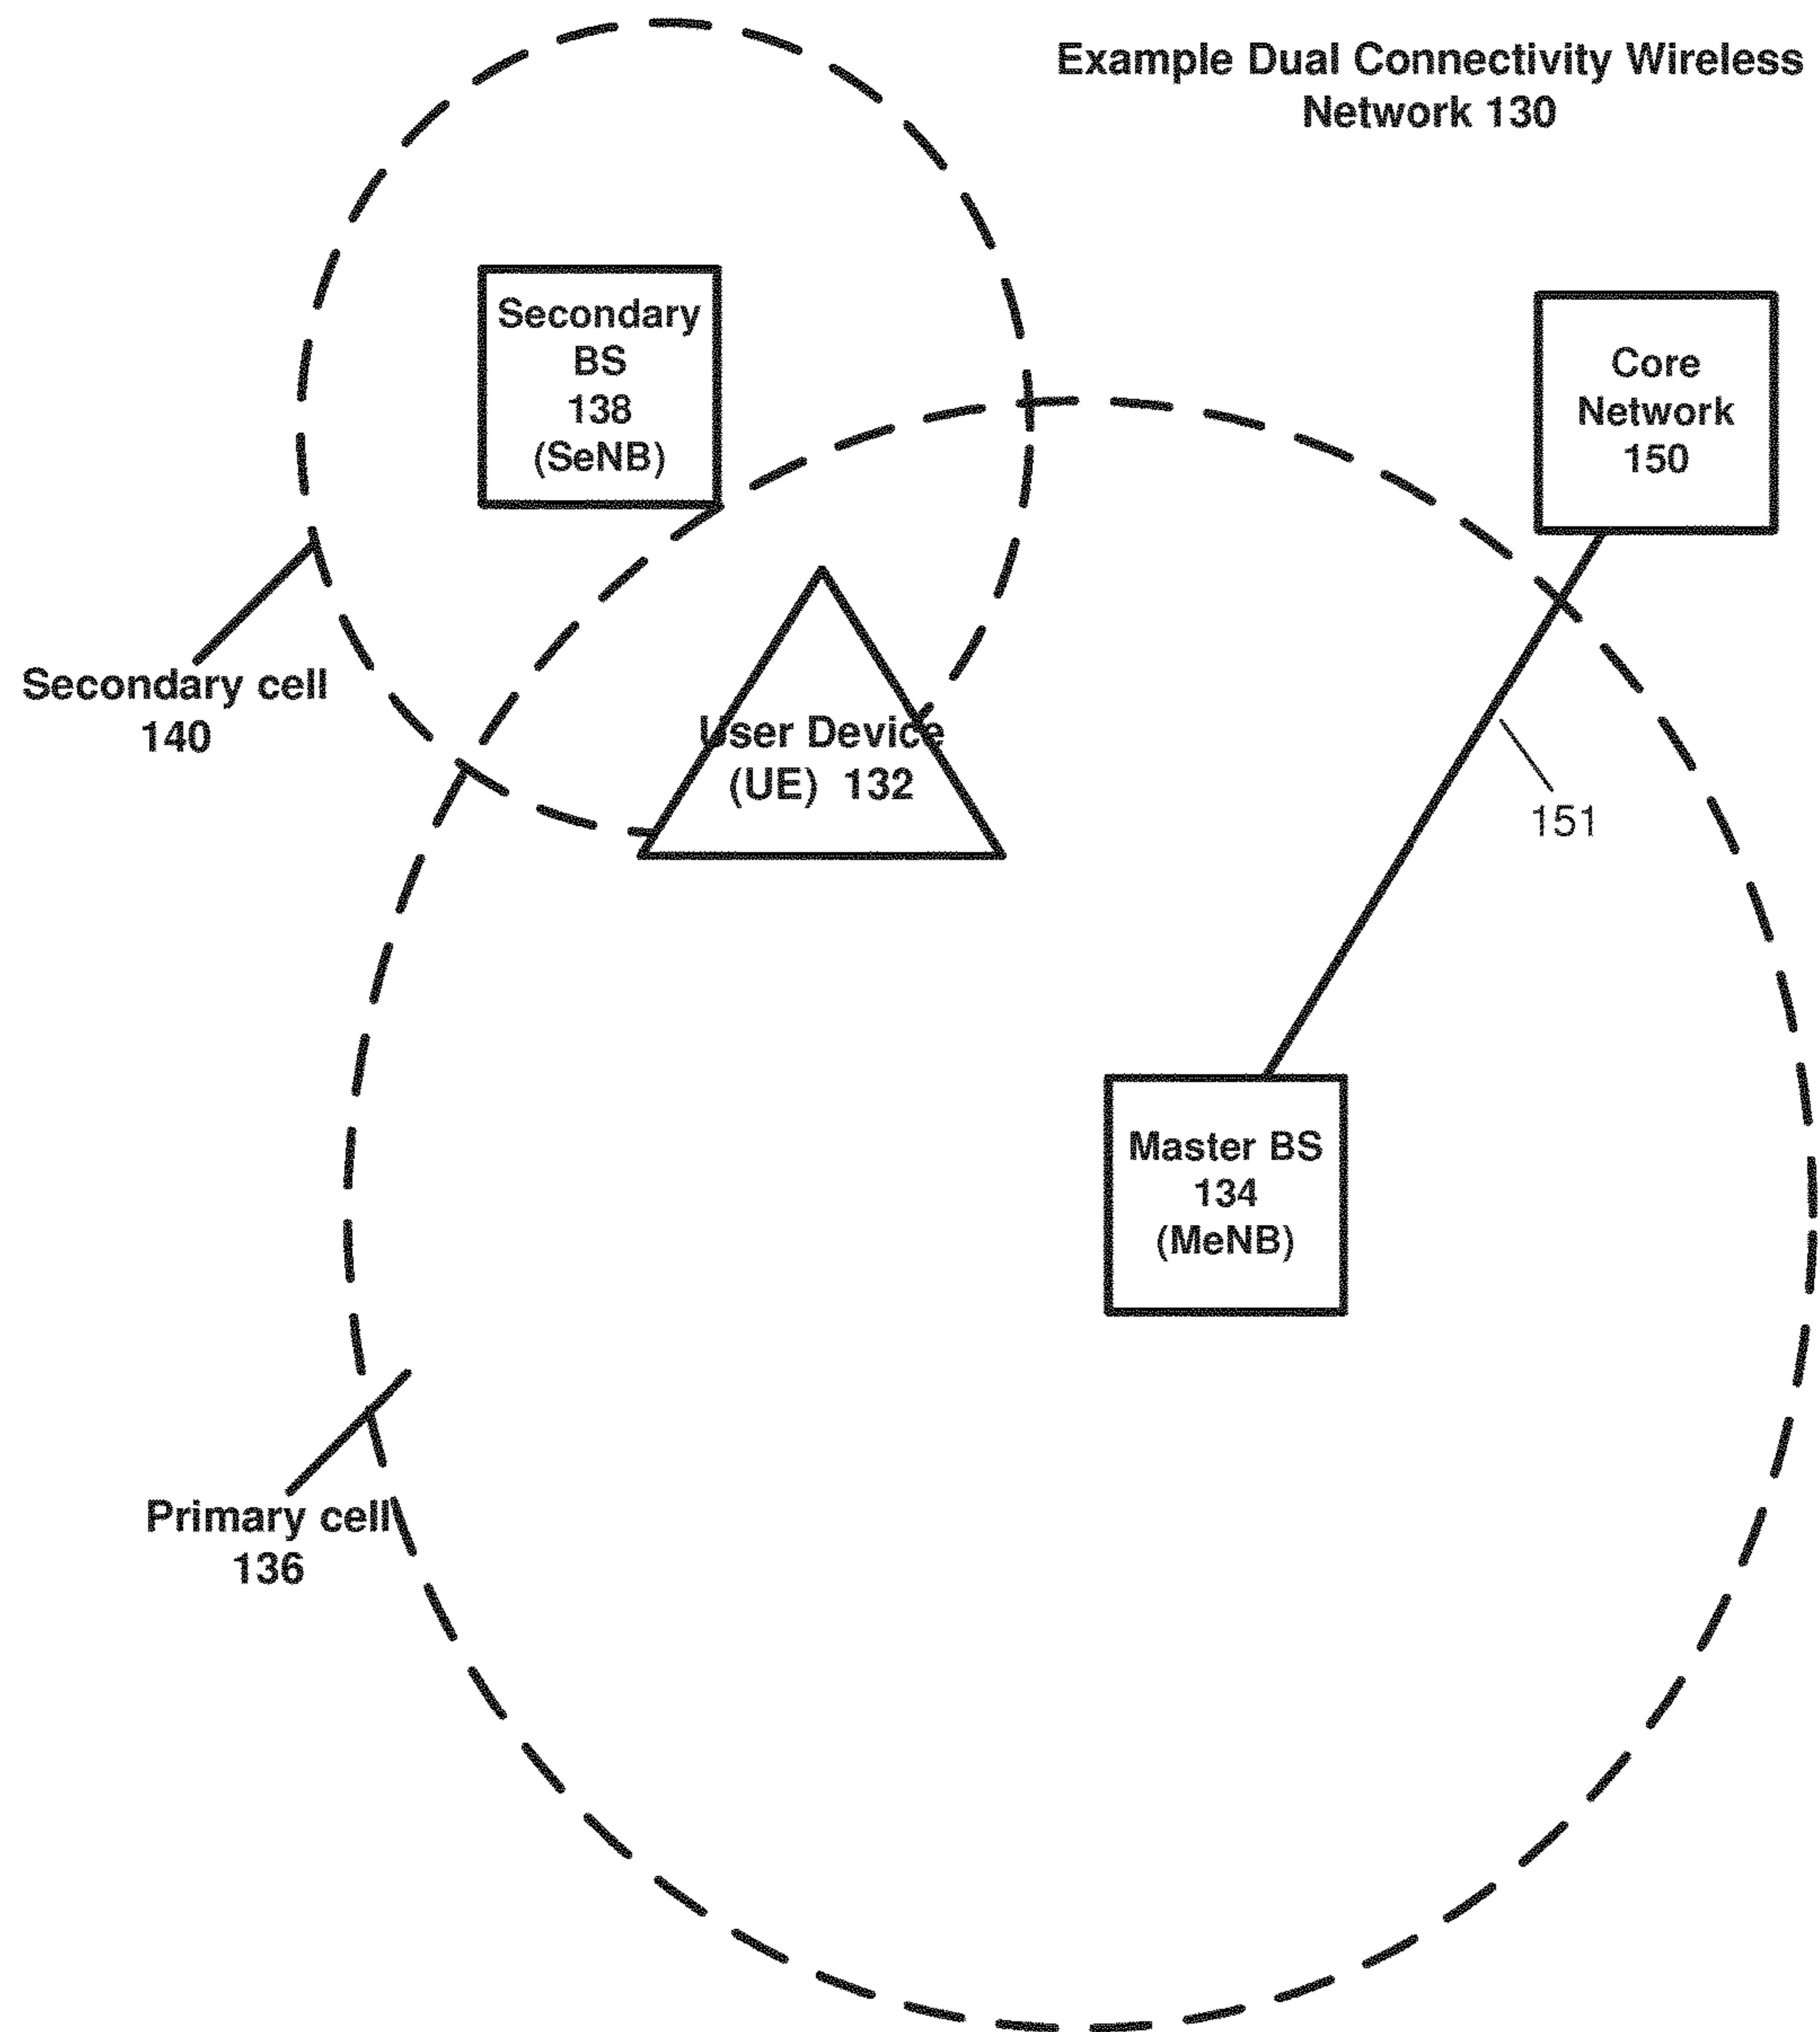 Example Dual Connectivity Wireless
Network 130
Secondary
BS
138
(SeNB)
Core
Network
150
Secondary cell
140
User Device
(UE) 132
151
Master BS
134
(MeNB)
Primary cell
136